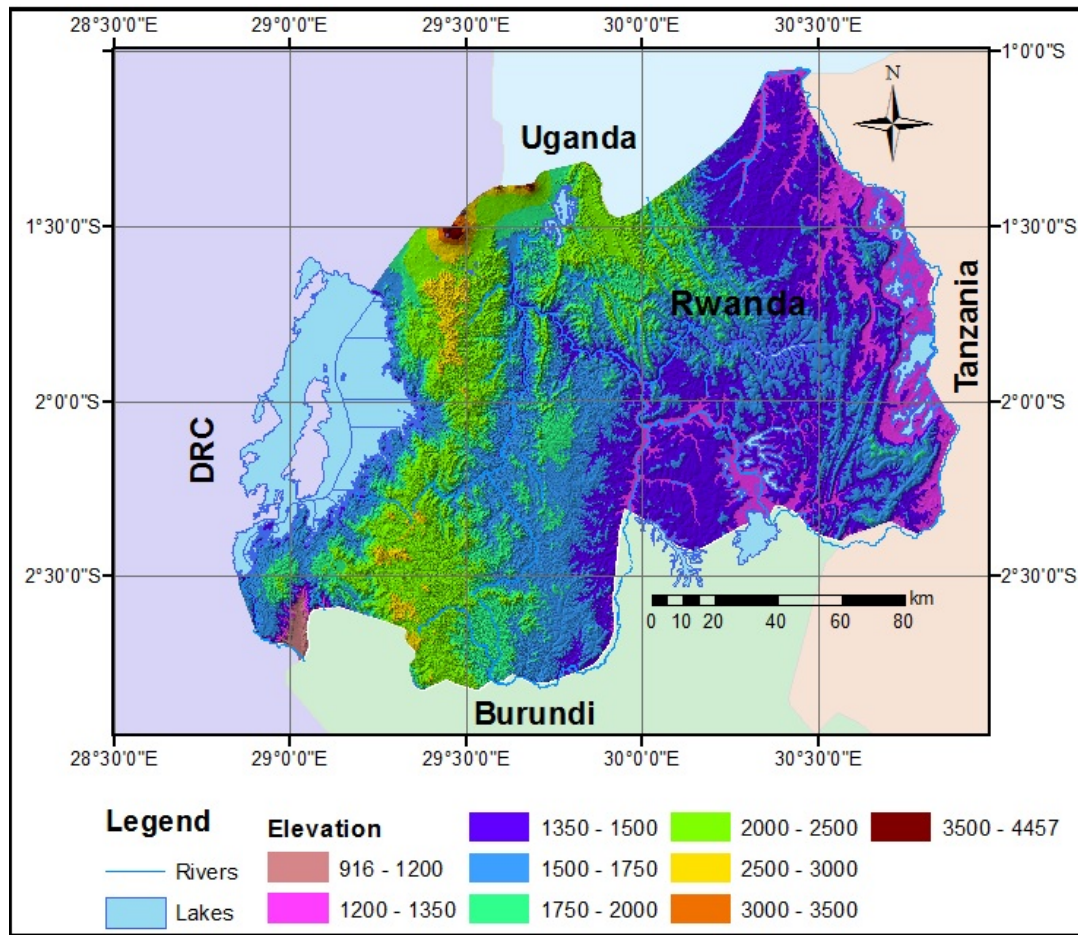 28°30'0"E 29°0'0"E 29°30'0"E 30°0'0"E 30°30'0"E
1°0'0"S
N
Uganda
1°30'0"S 1°30'0"S
Rwanda
Tanzania
2°0'0"S 2°0'0"S
DRC
2°30'0"S 2°30'0"S
km
0 10 20 40 60 80
Burundi
28°30'0"E 29°0'0"E 29°30'0"E 30°0'0"E 30°30'0"E
Legend
Rivers
Lakes
Elevation
916 - 1200
1200 - 1350
1350 - 1500
1500 - 1750
1750 - 2000
2000 - 2500
2500 - 3000
3000 - 3500
3500 - 4457